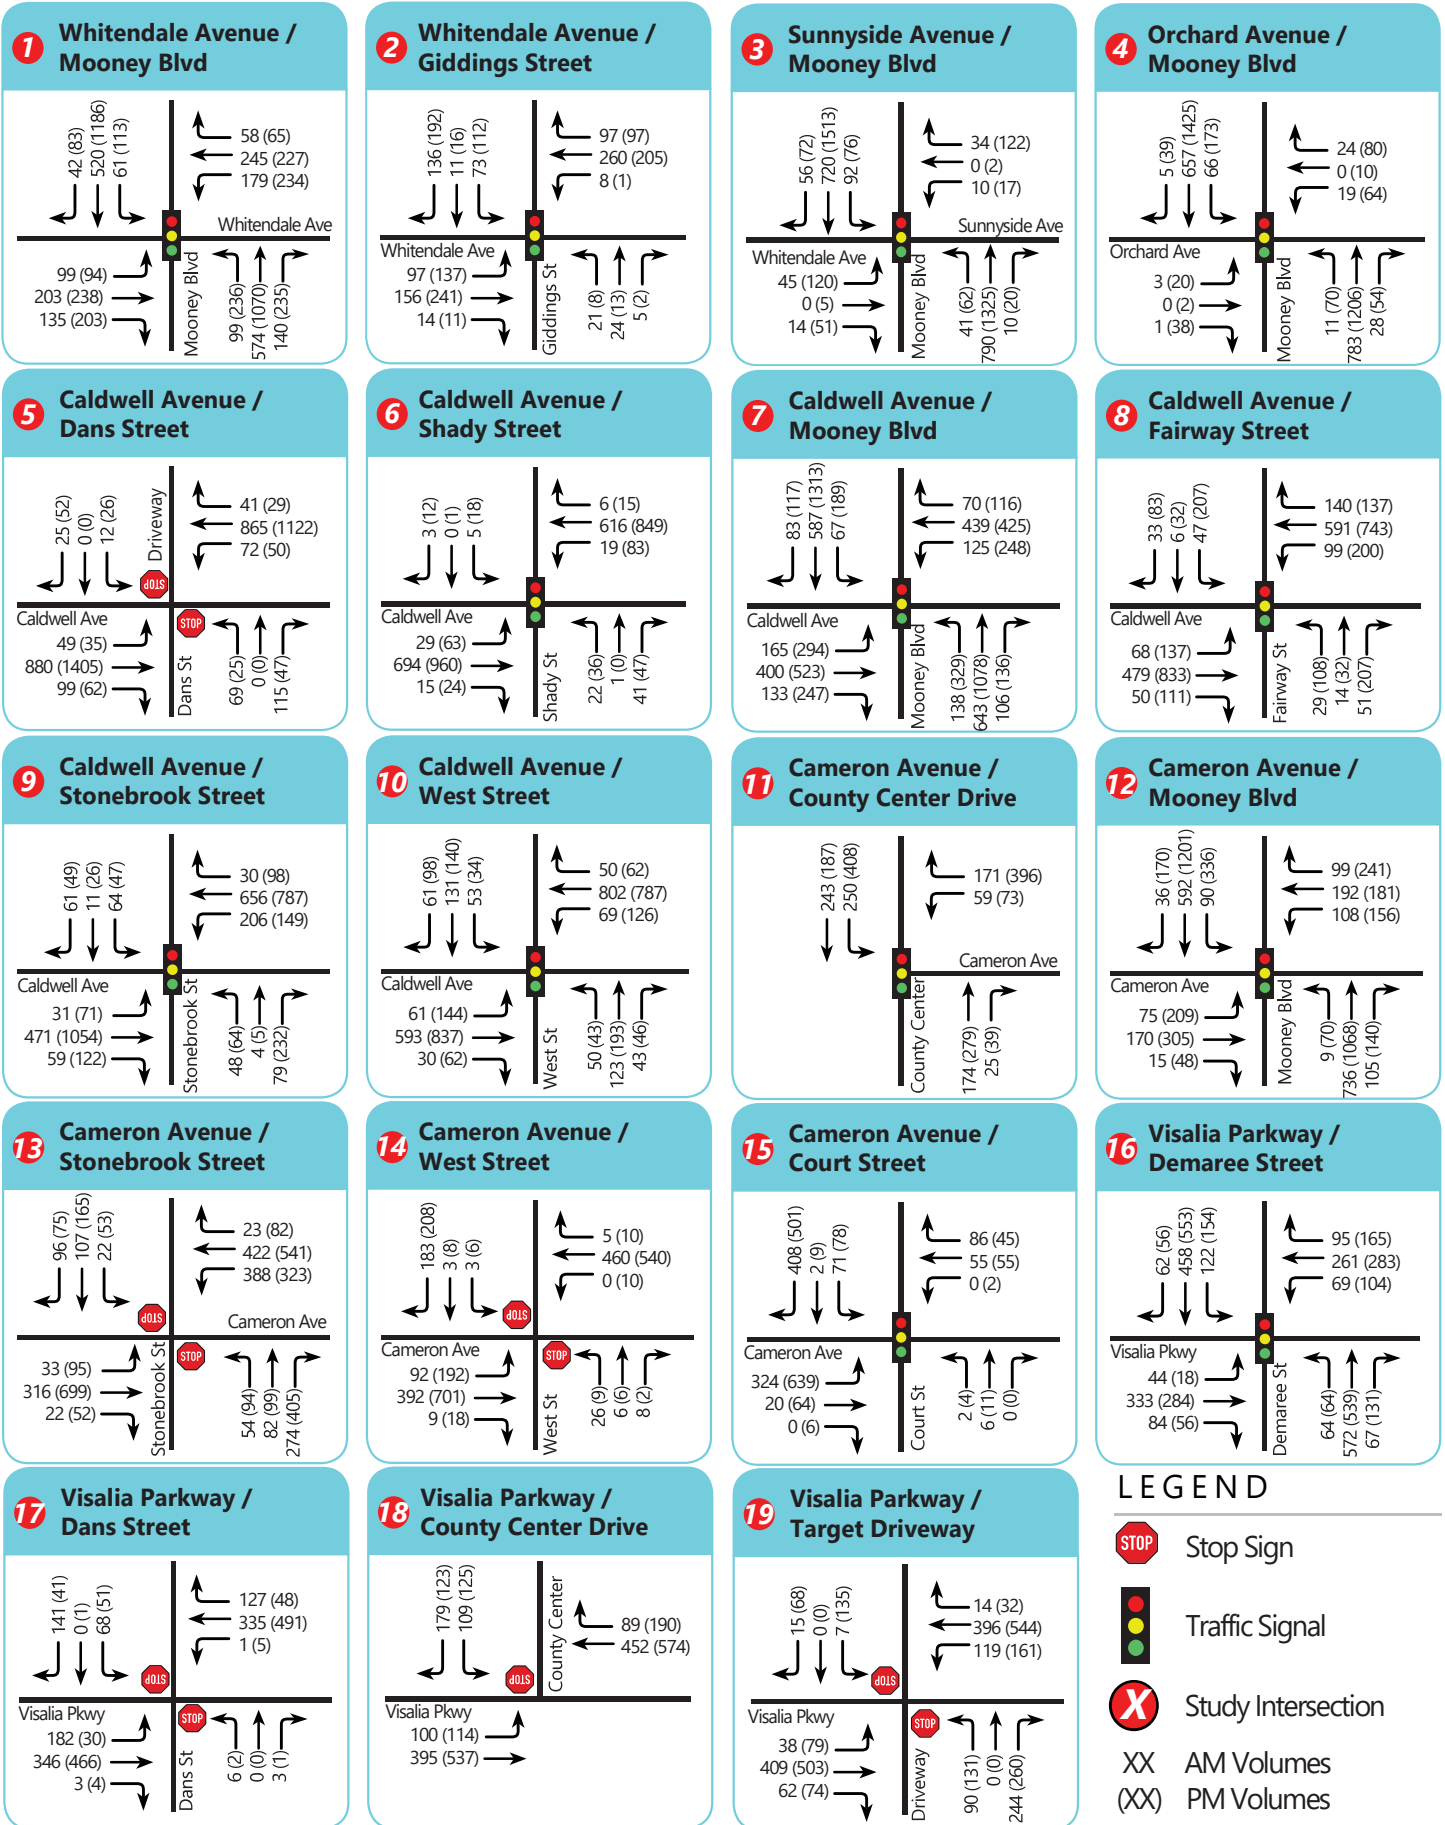 1
Whitendale Avenue /
Mooney Blvd
42 (83)
520 (1186)
61 (113)
58 (65)
245 (227)
179 (234)
Whitendale Ave
99 (94)
203 (238)
135 (203)
Mooney Blvd
99 (236)
574 (1070)
140 (235)
2
Whitendale Avenue /
Giddings Street
136 (192)
11 (16)
73 (112)
97 (97)
260 (205)
8 (1)
Whitendale Ave
97 (137)
156 (241)
14 (11)
Giddings St
21 (8)
24 (13)
5 (2)
3
Sunnyside Avenue /
Mooney Blvd
56 (72)
720 (1513)
92 (76)
34 (122)
0 (2)
10 (17)
Sunnyside Ave
Whitendale Ave
45 (120)
0 (5)
14 (51)
Mooney Blvd
41 (62)
790 (1325)
10 (20)
4
Orchard Avenue /
Mooney Blvd
5 (39)
657 (1425)
66 (173)
24 (80)
0 (10)
19 (64)
Orchard Ave
3 (20)
0 (2)
1 (38)
Mooney Blvd
11 (70)
783 (1206)
28 (54)
5
Caldwell Avenue /
Dans Street
25 (52)
0 (0)
12 (26)
Driveway
STOP
41 (29)
865 (1122)
72 (50)
Caldwell Ave
STOP
49 (35)
880 (1405)
99 (62)
Dans St
69 (25)
0 (0)
115 (47)
6
Caldwell Avenue /
Shady Street
3 (12)
0 (1)
5 (18)
6 (15)
616 (849)
19 (83)
Caldwell Ave
29 (63)
694 (960)
15 (24)
Shady St
22 (36)
1 (0)
41 (47)
7
Caldwell Avenue /
Mooney Blvd
83 (117)
587 (1313)
67 (189)
70 (116)
439 (425)
125 (248)
Caldwell Ave
165 (294)
400 (523)
133 (247)
Mooney Blvd
138 (329)
643 (1078)
106 (136)
8
Caldwell Avenue /
Fairway Street
33 (83)
6 (32)
47 (207)
140 (137)
591 (743)
99 (200)
Caldwell Ave
68 (137)
479 (833)
50 (111)
Fairway St
29 (108)
14 (32)
51 (207)
9
Caldwell Avenue /
Stonebrook Street
61 (49)
11 (26)
64 (47)
30 (98)
656 (787)
206 (149)
Caldwell Ave
31 (71)
471 (1054)
59 (122)
Stonebrook St
48 (64)
4 (5)
79 (232)
10
Caldwell Avenue /
West Street
61 (98)
131 (140)
53 (34)
50 (62)
802 (787)
69 (126)
Caldwell Ave
61 (144)
593 (837)
30 (62)
West St
50 (43)
123 (193)
43 (46)
11
Cameron Avenue /
County Center Drive
243 (187)
250 (408)
171 (396)
59 (73)
Cameron Ave
County Center
174 (279)
25 (39)
12
Cameron Avenue /
Mooney Blvd
36 (170)
592 (1201)
90 (336)
99 (241)
192 (181)
108 (156)
Cameron Ave
75 (209)
170 (305)
15 (48)
Mooney Blvd
9 (70)
736 (1068)
105 (140)
13
Cameron Avenue /
Stonebrook Street
96 (75)
107 (165)
22 (53)
STOP
23 (82)
422 (541)
388 (323)
Cameron Ave
STOP
33 (95)
316 (699)
22 (52)
Stonebrook St
54 (94)
82 (99)
274 (405)
14
Cameron Avenue /
West Street
183 (208)
3 (8)
3 (6)
STOP
5 (10)
460 (540)
0 (10)
Cameron Ave
STOP
92 (192)
392 (701)
9 (18)
West St
26 (9)
6 (6)
8 (2)
15
Cameron Avenue /
Court Street
408 (501)
2 (9)
71 (78)
86 (45)
55 (55)
0 (2)
Cameron Ave
324 (639)
20 (64)
0 (6)
Court St
2 (4)
6 (11)
0 (0)
16
Visalia Parkway /
Demaree Street
62 (56)
458 (553)
122 (154)
95 (165)
261 (283)
69 (104)
Visalia Pkwy
44 (18)
333 (284)
84 (56)
Demaree St
64 (64)
572 (539)
67 (131)
17
Visalia Parkway /
Dans Street
141 (41)
0 (1)
68 (51)
STOP
127 (48)
335 (491)
1 (5)
Visalia Pkwy
STOP
182 (30)
346 (466)
3 (4)
Dans St
6 (2)
0 (0)
3 (1)
18
Visalia Parkway /
County Center Drive
179 (123)
109 (125)
STOP
County Center
89 (190)
452 (574)
Visalia Pkwy
100 (114)
395 (537)
19
Visalia Parkway /
Target Driveway
15 (68)
0 (0)
7 (135)
STOP
14 (32)
396 (544)
119 (161)
Visalia Pkwy
STOP
38 (79)
409 (503)
62 (74)
Driveway
90 (131)
0 (0)
244 (260)
LEGEND
STOP Stop Sign
Traffic Signal
X Study Intersection
XX AM Volumes
(XX) PM Volumes